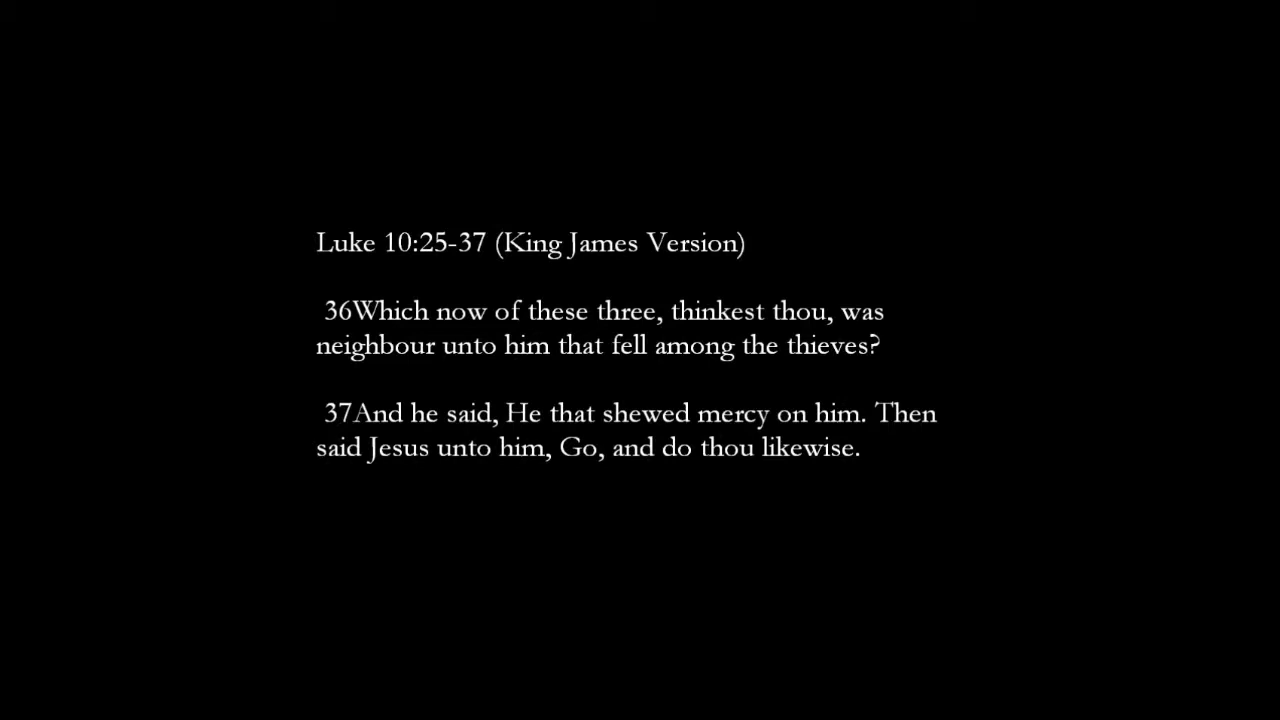 Luke 10:25-37 (King James Version)
36Which now of these three, thinkest thou, was
neighbour unto him that fell among the thieves?
37And he said, He that shewed mercy on him. Then
said Jesus unto him, Go, and do thou likewise.